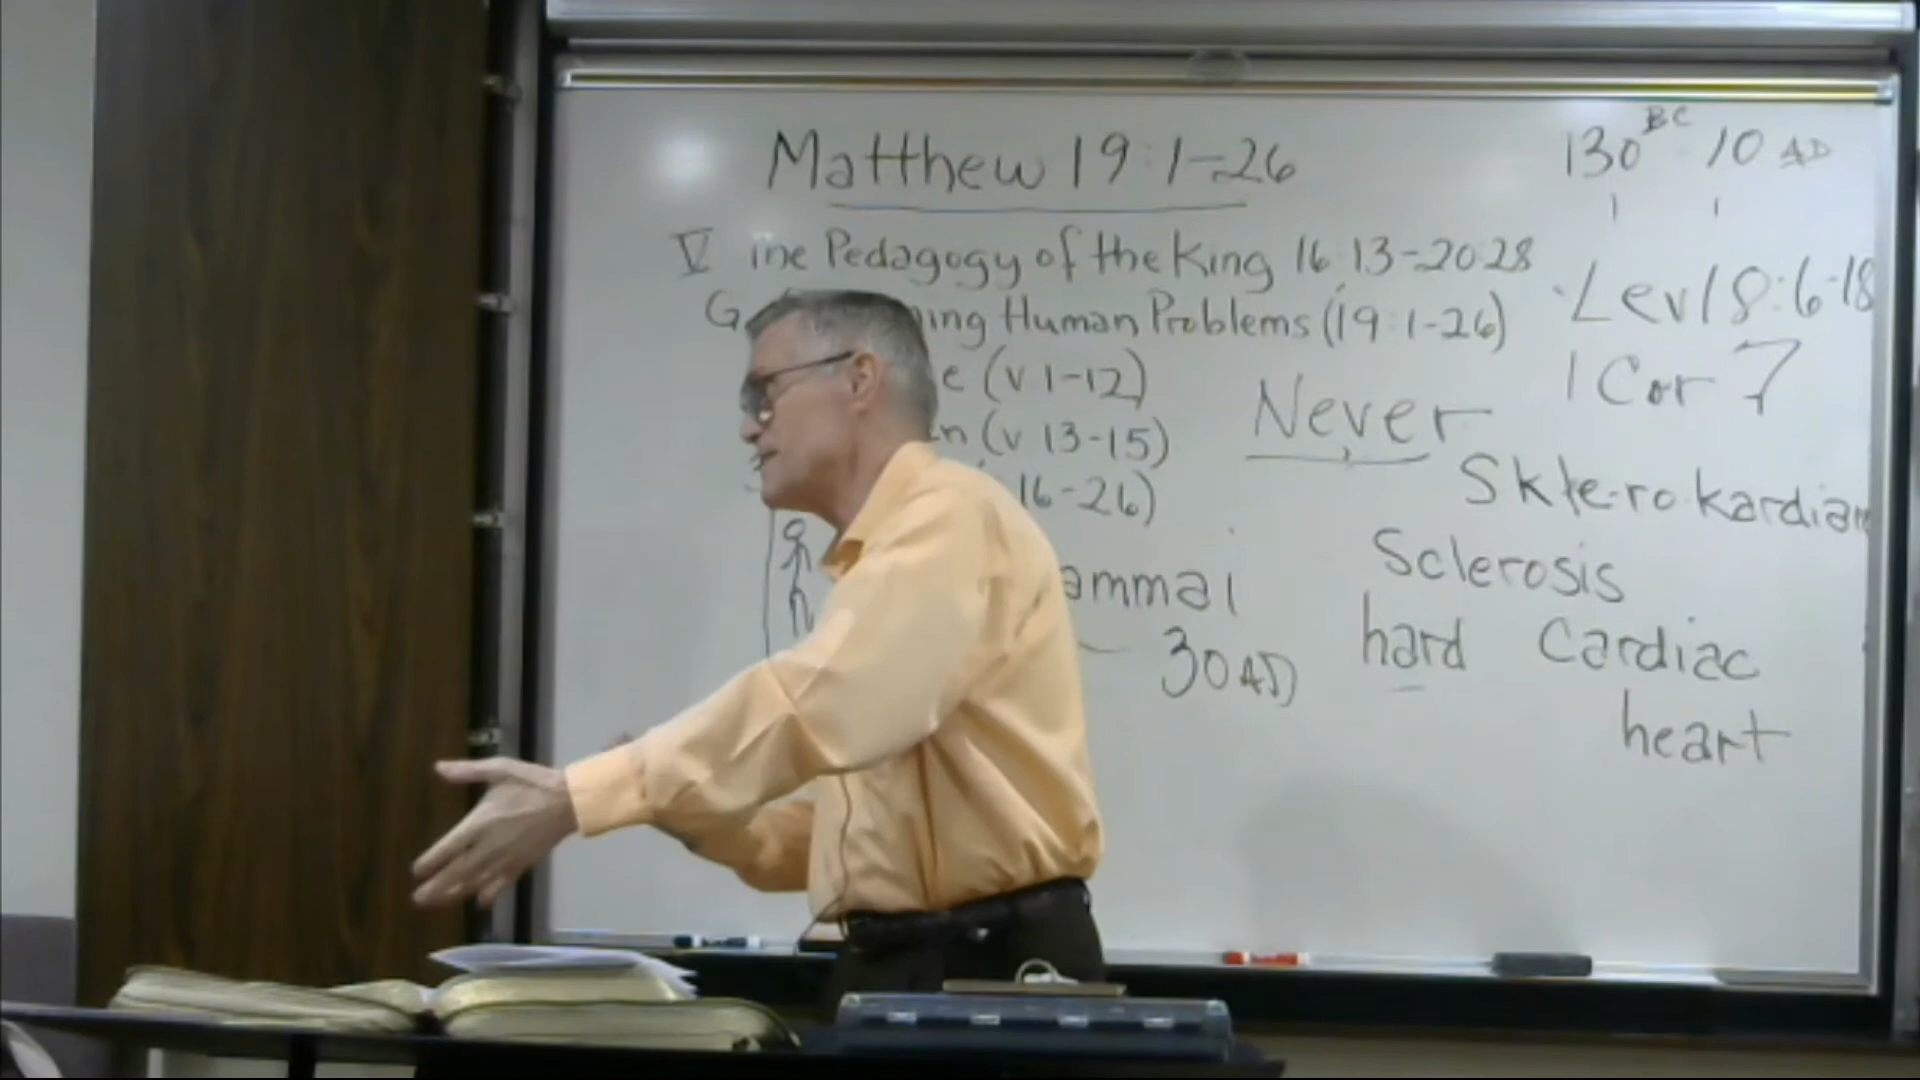 Matthew 19:1-26
130 BC 10 AD
V The Pedagogy of the King 16:13-20:28
Lev 18:6-18
G ing Human Problems (19:1-26)
1 Cor 7
e (v 1-12)
Never
n (v 13-15)
Sklerokardian
16-26)
Sclerosis
ammai
hard Cardiac
30 AD
heart